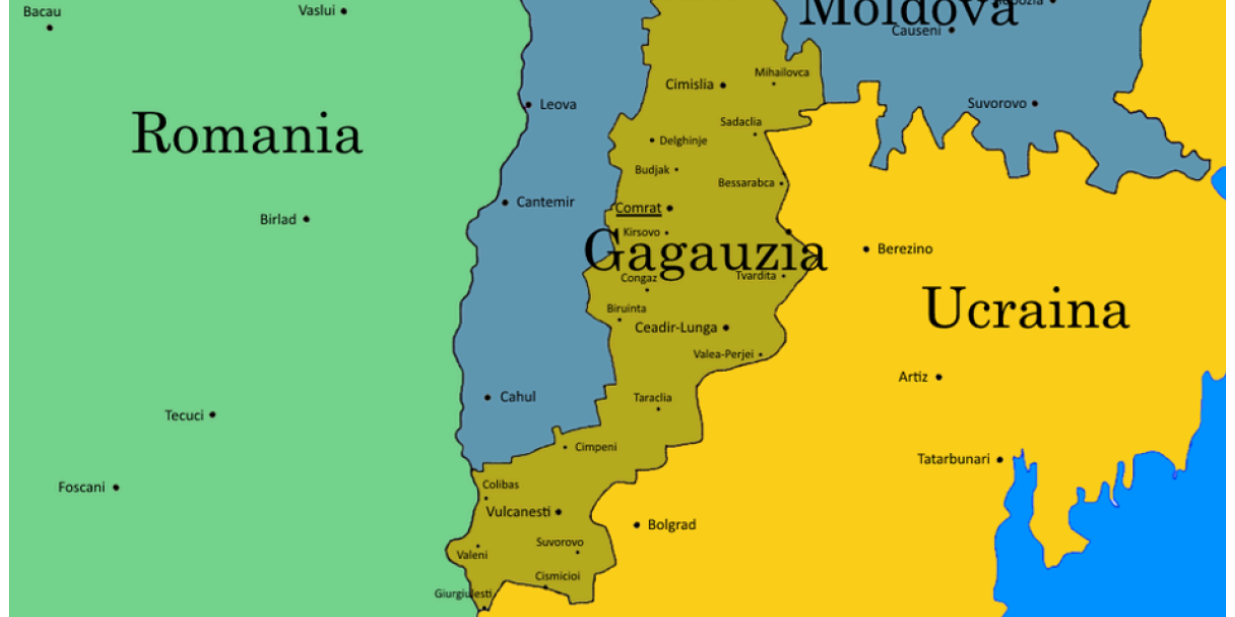 Bacau
Vaslui
Moldova
Causeni
Cimislia
Mihailovca
Leova
Suvorovo
Romania
Sadaclia
Delghinje
Budjak
Bessarabca
Cantemir
Comrat
Birlad
Kirsovo
Gagauzia
Berezino
Congaz
Tvardita
Biruinta
Ucraina
Ceadir-Lunga
Valea-Perjei
Artiz
Cahul
Taraclia
Tecuci
Cimpeni
Tatarbunari
Colibas
Foscani
Vulcanesti
Bolgrad
Suvorovo
Valeni
Cismicioi
Giurgiulesti